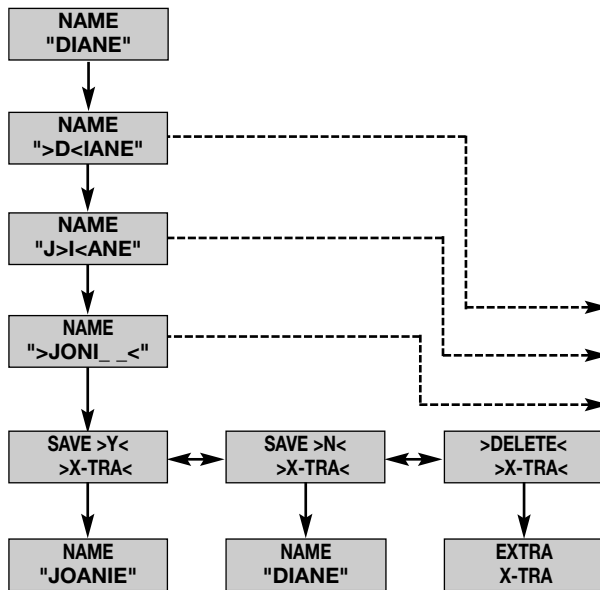 NAME
"DIANE"
NAME
">D<IANE"
NAME
"J>I<ANE"
NAME
">JONI_ _<"
SAVE >Y<
>X-TRA<
SAVE >N<
>X-TRA<
>DELETE<
>X-TRA<
NAME
"JOANIE"
NAME
"DIANE"
EXTRA
X-TRA